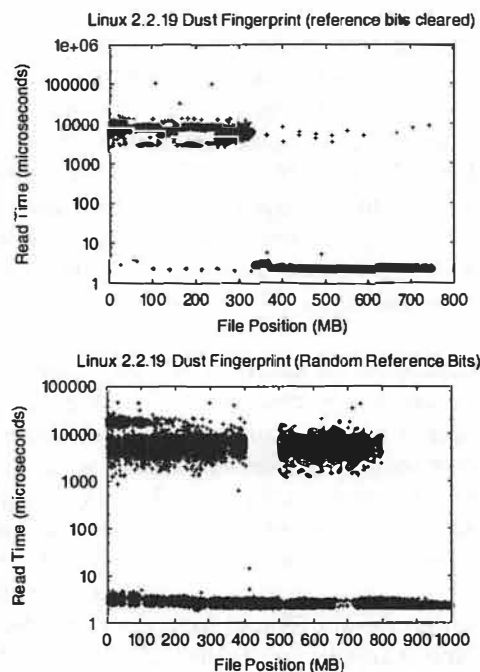 Linux 2.2.19 Dust Fingerprint (reference bits cleared)
1e+06
100000
10000
1000
100
10
1
Read Time (microseconds)
0 100 200 300 400 500 600 700 800
File Position (MB)
Linux 2.2.19 Dust Fingerprint (Random Reference Bits)
100000
10000
1000
100
10
1
Read Time (microseconds)
0 100 200 300 400 500 600 700 800 900 1000
File Position (MB)